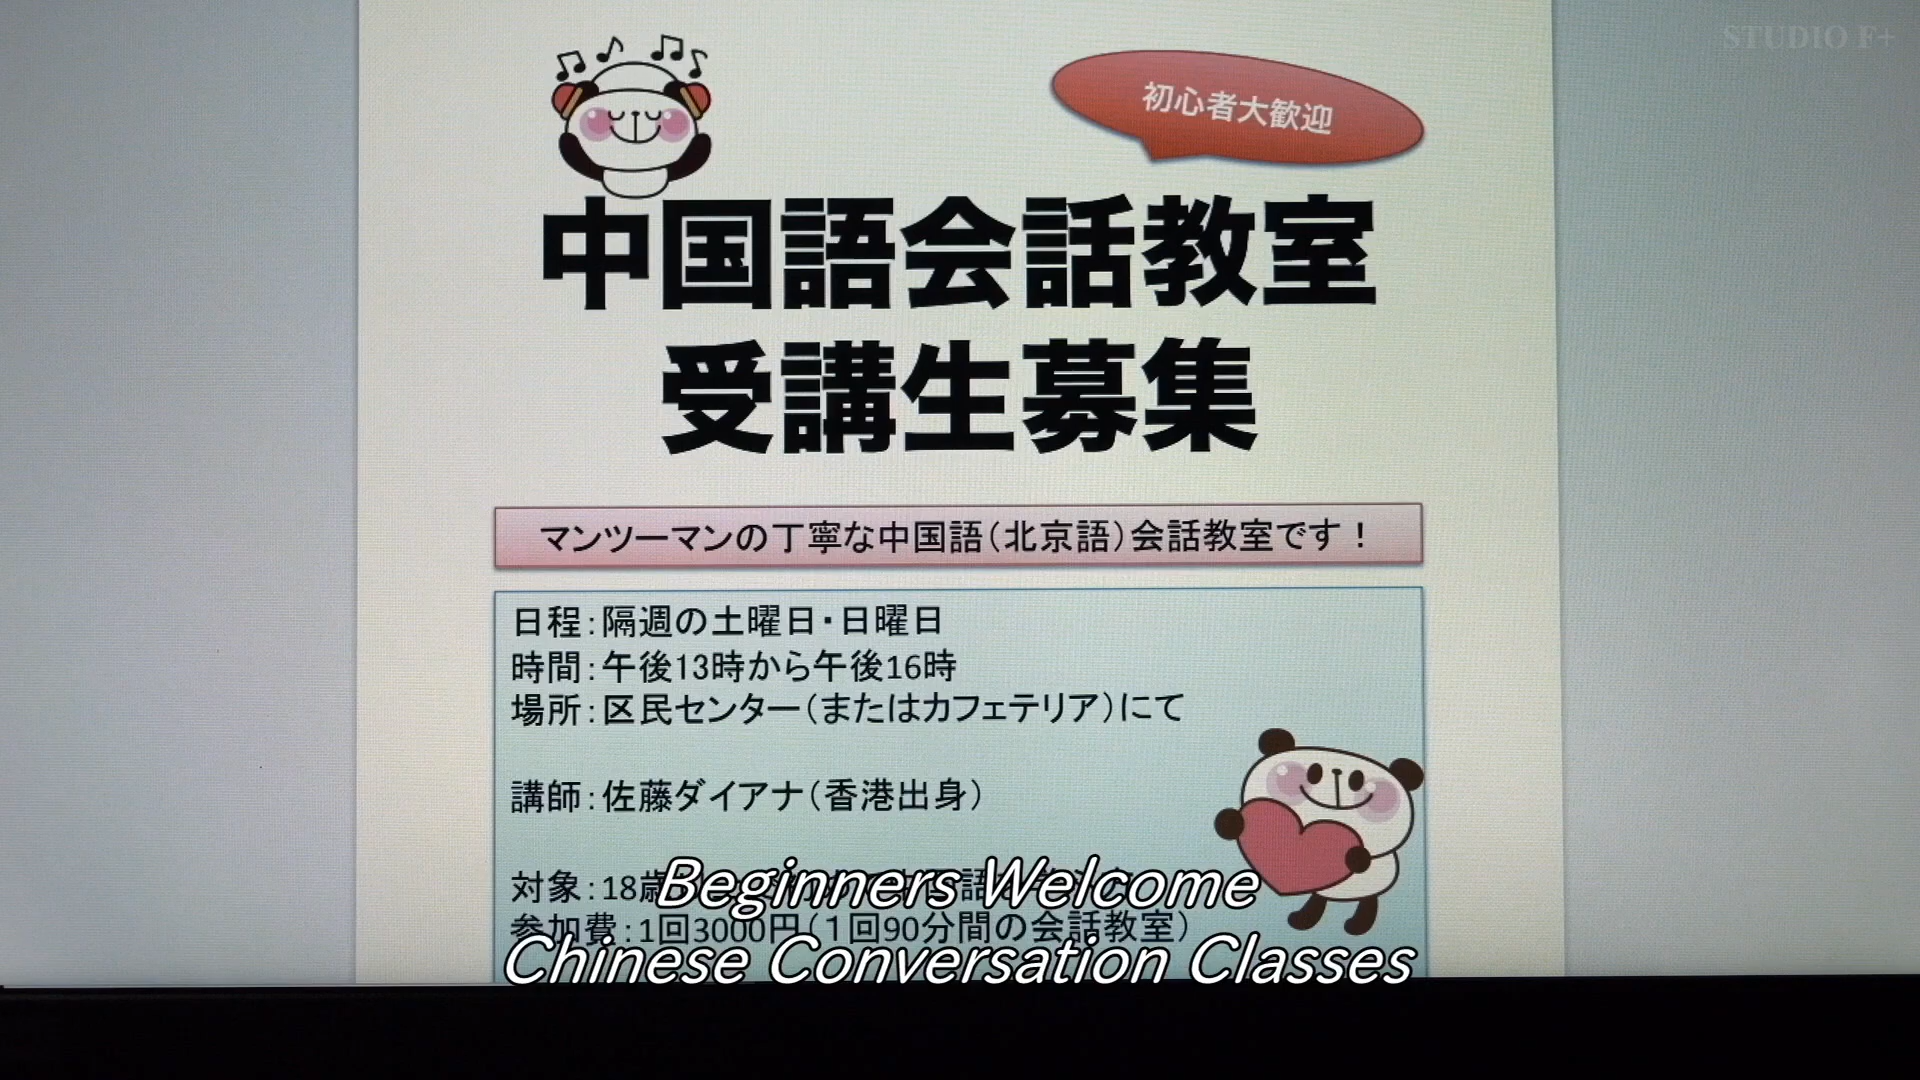 STUDIO F+
初心者大歓迎
中国語会話教室
受講生募集
マンツーマンの丁寧な中国語（北京語）会話教室です！
日程：隔週の土曜日・日曜日
時間：午後13時から午後16時
場所：区民センター（またはカフェテリア）にて
講師：佐藤ダイアナ（香港出身）
対象：18歳
参加費：1回3000円（1回90分間の会話教室）
Beginners Welcome
Chinese Conversation Classes